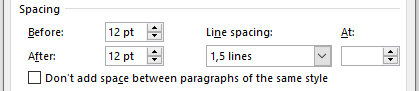 Spacing
Before: 12 pt Line spacing: At:
After: 12 pt 1,5 lines
Don't add space between paragraphs of the same style